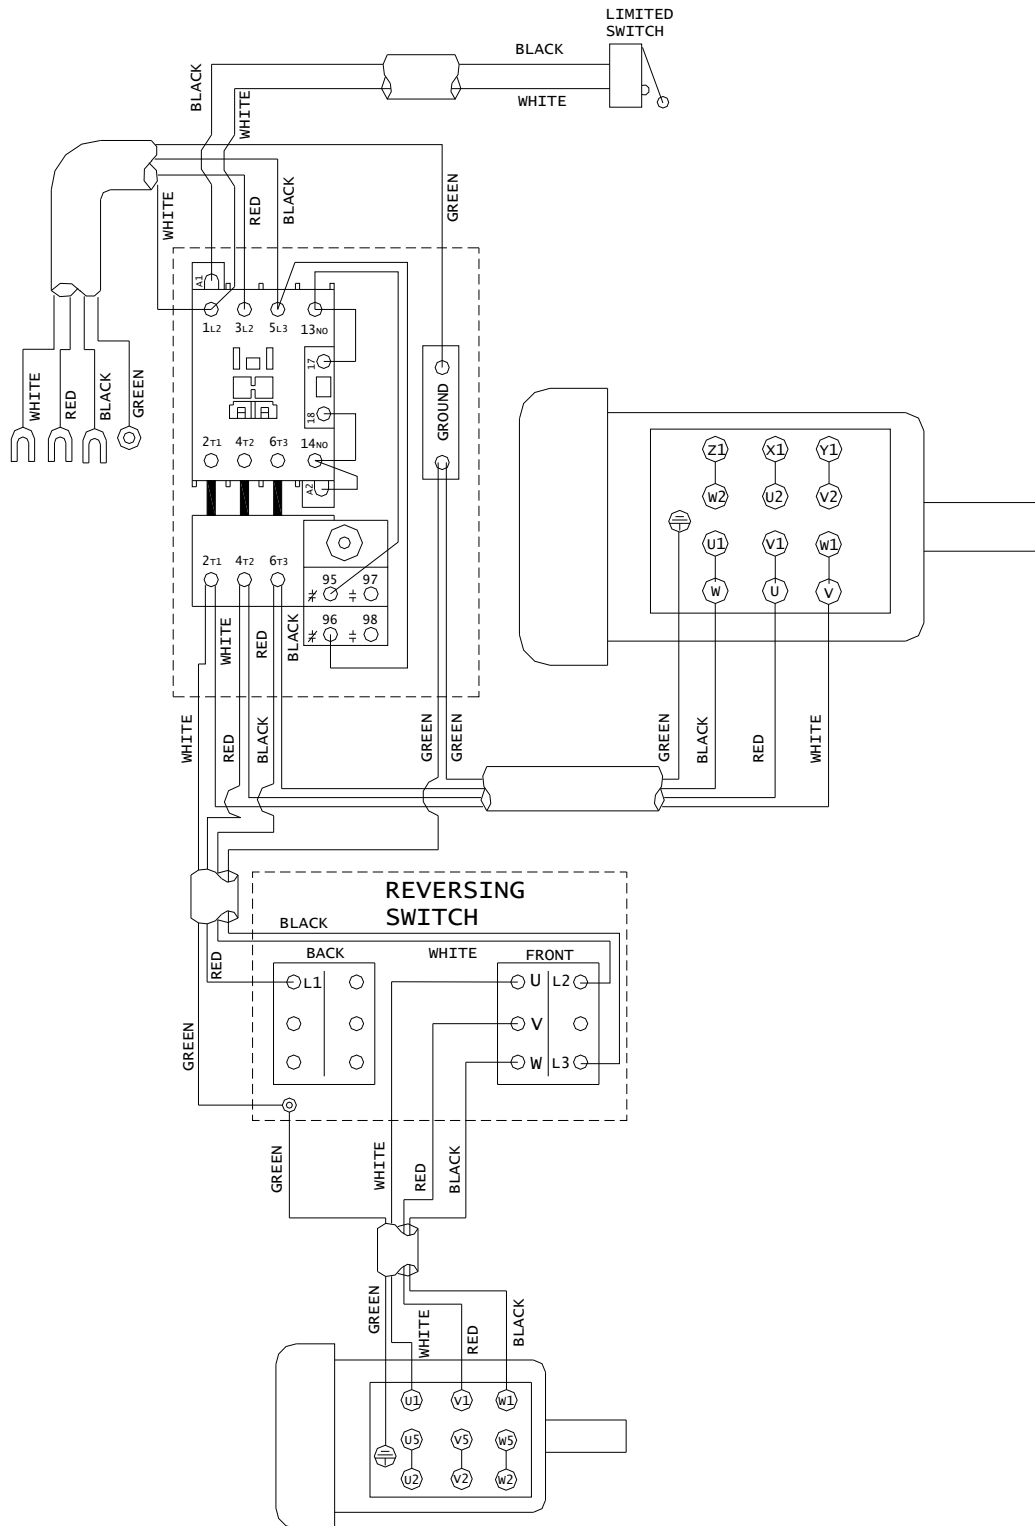 LIMITED
SWITCH
BLACK
WHITE
BLACK
WHITE
WHITE
RED
BLACK
GREEN
A1
1L2 3L2 5L3 13NO
17
18
GROUND
WHITE
RED
BLACK
GREEN
2T1 4T2 6T3 14NO
A2
Z1 X1 Y1
W2 U2 V2
U1 V1 W1
W U V
2T1 4T2 6T3
95 97
96 98
WHITE
RED
BLACK
WHITE
RED
BLACK
GREEN
GREEN
GREEN
BLACK
RED
WHITE
REVERSING
SWITCH
BLACK
WHITE
RED
BACK
FRONT
L1
U L2
V
W L3
GREEN
GREEN
WHITE
RED
BLACK
GREEN
WHITE
RED
BLACK
U1 V1 W1
U5 V5 W5
U2 V2 W2